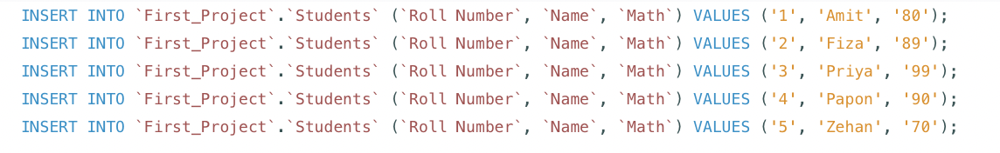 INSERT INTO `First_Project`.`Students` (`Roll Number`, `Name`, `Math`) VALUES ('1', 'Amit', '80');
INSERT INTO `First_Project`.`Students` (`Roll Number`, `Name`, `Math`) VALUES ('2', 'Fiza', '89');
INSERT INTO `First_Project`.`Students` (`Roll Number`, `Name`, `Math`) VALUES ('3', 'Priya', '99');
INSERT INTO `First_Project`.`Students` (`Roll Number`, `Name`, `Math`) VALUES ('4', 'Papon', '90');
INSERT INTO `First_Project`.`Students` (`Roll Number`, `Name`, `Math`) VALUES ('5', 'Zehan', '70');